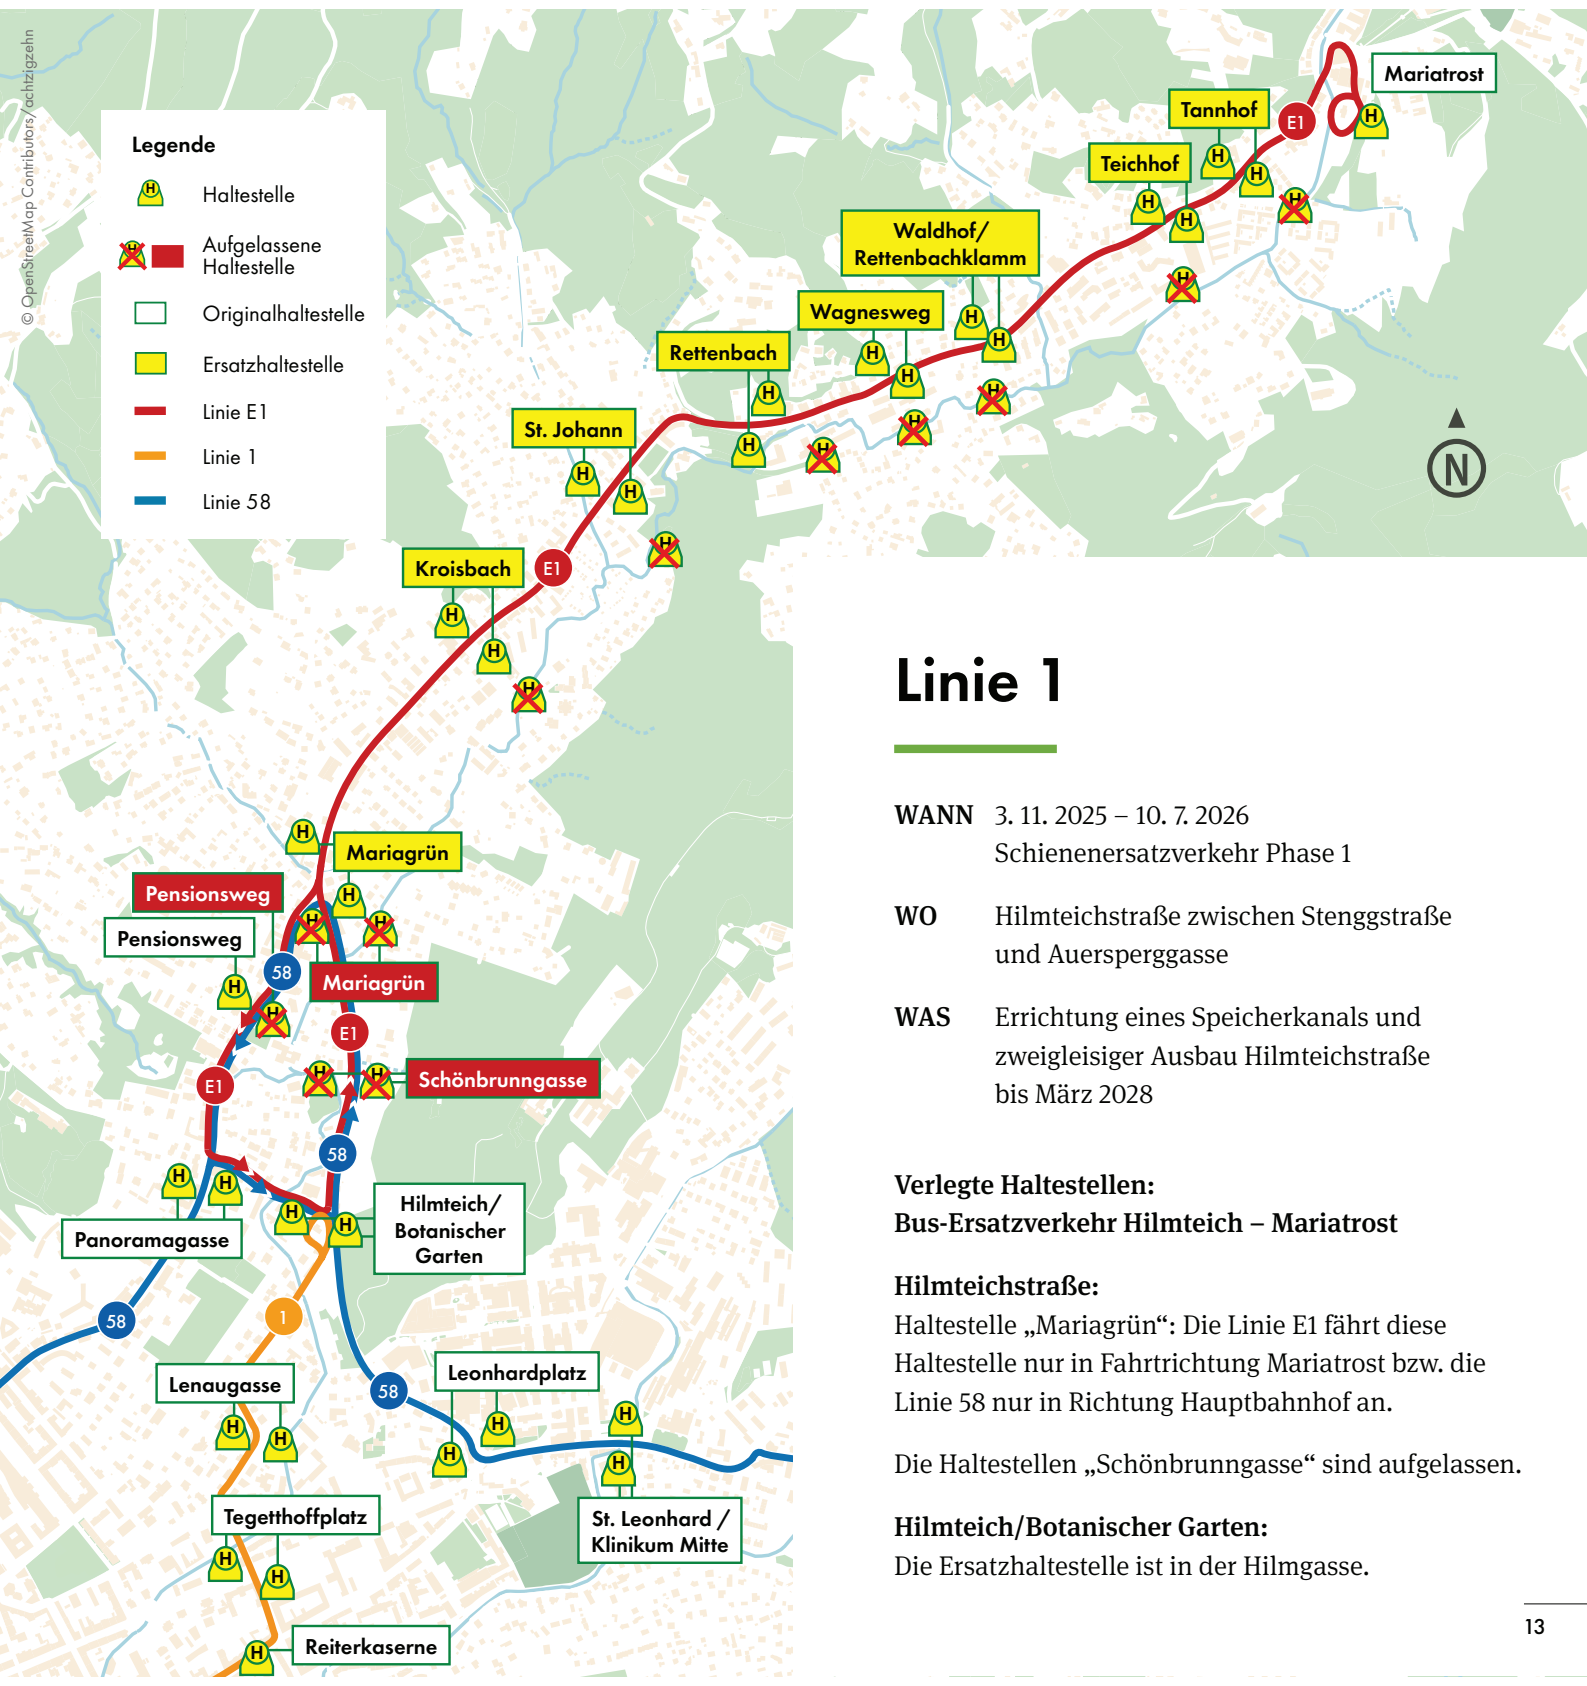 © OpenStreetMap Contributors/achtzigzehn
Legende
H
Haltestelle
H
Aufgelassene
Haltestelle
Originalhaltestelle
Ersatzhaltestelle
Linie E1
Linie 1
Linie 58
Mariatrost
Tannhof
E1
H
Teichhof
H
H
H
H
H
Waldhof/
Rettenbachklamm
H
H
Wagnesweg
H
H
H
Rettenbach
H
H
H
H
St. Johann
H
H
H
H
H
N
H
Kroisbach
E1
H
H
H
H
Mariagrün
Pensionsweg
H
H
H
Pensionsweg
58
Mariagrün
H
H
E1
E1
H
H
Schönbrunngasse
58
H
H
Hilmteich/
Botanischer
Garten
H
H
Panoramagasse
58
1
Lenaugasse
Leonhardplatz
58
H
H
H
H
H
H
Tegetthoffplatz
St. Leonhard /
Klinikum Mitte
H
H
Reiterkaserne
H
Linie 1
WANN 3. 11. 2025 – 10. 7. 2026
Schienenersatzverkehr Phase 1
WO Hilmteichstraße zwischen Stenggstraße
und Auersperggasse
WAS Errichtung eines Speicherkanals und
zweigleisiger Ausbau Hilmteichstraße
bis März 2028
Verlegte Haltestellen:
Bus-Ersatzverkehr Hilmteich – Mariatrost
Hilmteichstraße:
Haltestelle „Mariagrün“: Die Linie E1 fährt diese
Haltestelle nur in Fahrtrichtung Mariatrost bzw. die
Linie 58 nur in Richtung Hauptbahnhof an.
Die Haltestellen „Schönbrunngasse“ sind aufgelassen.
Hilmteich/Botanischer Garten:
Die Ersatzhaltestelle ist in der Hilmgasse.
13